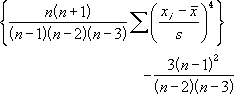 { n(n+1) / (n−1)(n−2)(n−3) ∑ ( (x_j − x̄) / s )^4 }
− 3(n−1)^2 / (n−2)(n−3)